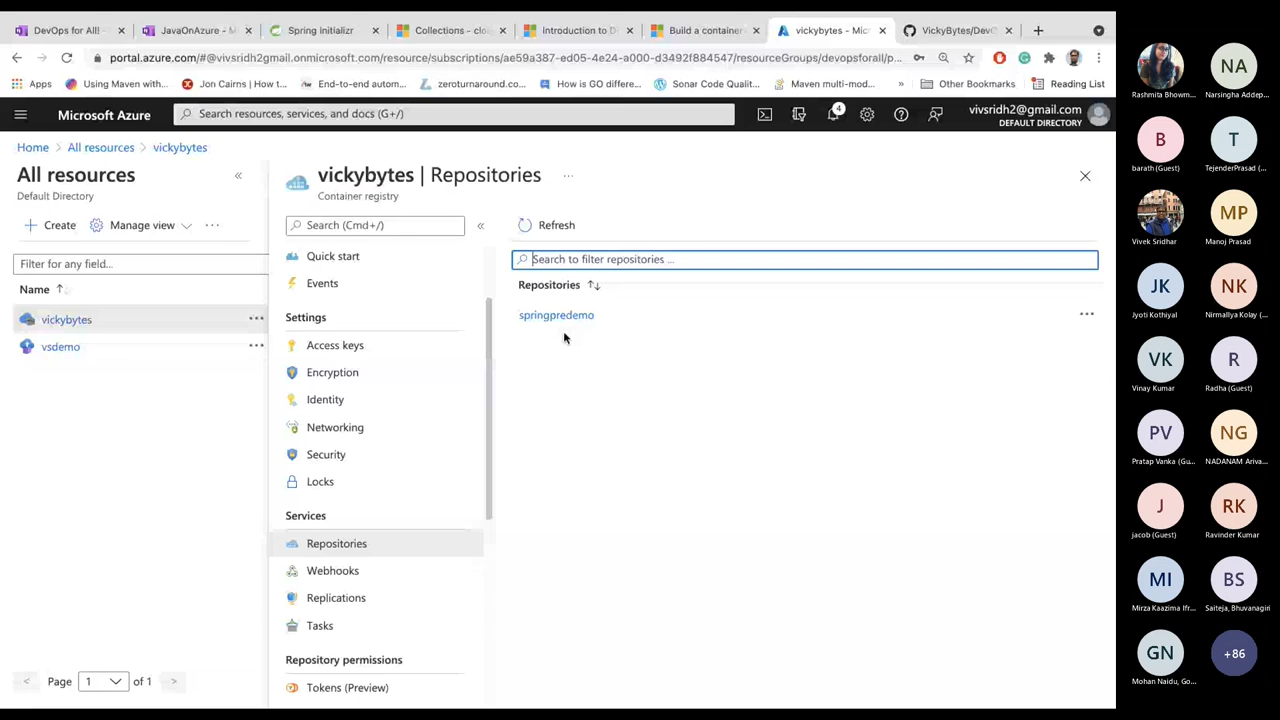 DevOps for All! -
JavaOnAzure - M
Spring Initializr
Collections - clo
Introduction to D
Build a container
vickybytes - Micr
VickyBytes/DevO
portal.azure.com/#@vivsridh2gmail.onmicrosoft.com/resource/subscriptions/ae59a387-ed05-4e24-a000-d3492f884547/resourceGroups/devopsforall/p...
Apps
Using Maven with...
Jon Cairns | How t...
End-to-end autom...
zeroturnaround.co...
How is GO differe...
Sonar Code Qualit...
Maven multi-mod...
»
Other Bookmarks
Reading List
Microsoft Azure
Search resources, services, and docs (G+/)
4
vivsridh2@gmail.com
DEFAULT DIRECTORY
Home > All resources > vickybytes
All resources
Default Directory
+ Create
Manage view
...
Filter for any field...
Name ↑
vickybytes
...
vsdemo
...
< Page 1 of 1 >
vickybytes | Repositories
...
Container registry
Search (Cmd+/)
«
Quick start
Events
Settings
Access keys
Encryption
Identity
Networking
Security
Locks
Services
Repositories
Webhooks
Replications
Tasks
Repository permissions
Tokens (Preview)
Refresh
Search to filter repositories ...
Repositories ↑↓
springpredemo
...
Rashmita Bhowm...
NA
Narsingha Addep...
B
barath (Guest)
T
TejenderPrasad (...
Vivek Sridhar
MP
Manoj Prasad
JK
Jyoti Kothiyal
NK
Nirmallya Kolay (...
VK
Vinay Kumar
R
Radha (Guest)
PV
Pratap Vanka (Gu...
NG
NADANAM Ariva...
J
jacob (Guest)
RK
Ravinder Kumar
MI
Mirza Kaazima Ifr...
BS
Saiteja, Bhuvanagiri
GN
Mohan Naidu, Go...
+86